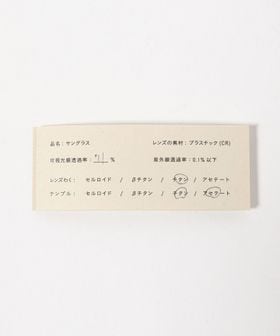 品名：サングラス　レンズの素材：プラスチック(CR)
可視光線透過率：　％　紫外線透過率：0.1％以下
レンズわく：　セルロイド　/　βチタン　/　チタン　/　アセテート
テンプル：　セルロイド　/　βチタン　/　チタン　/　アセテート